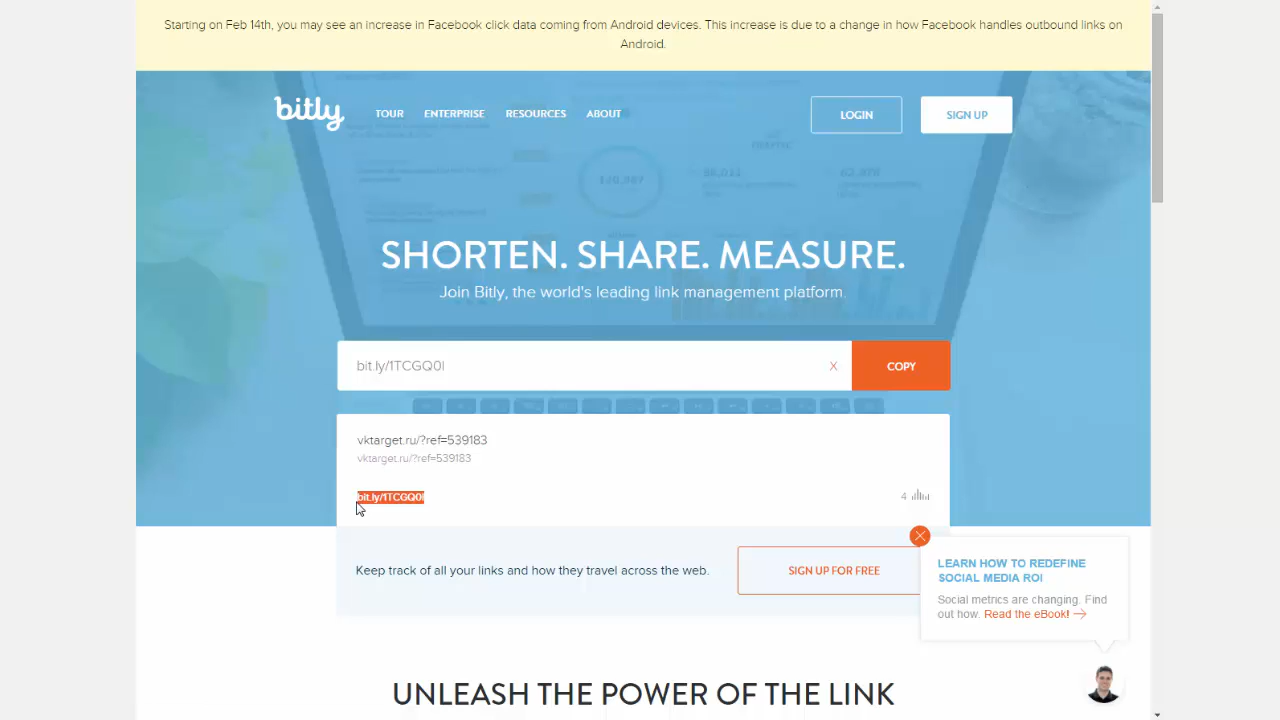 Starting on Feb 14th, you may see an increase in Facebook click data coming from Android devices. This increase is due to a change in how Facebook handles outbound links on
Android.
bitly
TOUR
ENTERPRISE
RESOURCES
ABOUT
LOGIN
SIGN UP
SHORTEN. SHARE. MEASURE.
Join Bitly, the world's leading link management platform.
bit.ly/1TCGQ0I
X
COPY
vktarget.ru/?ref=539183
vktarget.ru/?ref=539183
bit.ly/1TCGQ0I
4
Keep track of all your links and how they travel across the web.
SIGN UP FOR FREE
LEARN HOW TO REDEFINE
SOCIAL MEDIA ROI
Social metrics are changing. Find
out how. Read the eBook!
UNLEASH THE POWER OF THE LINK